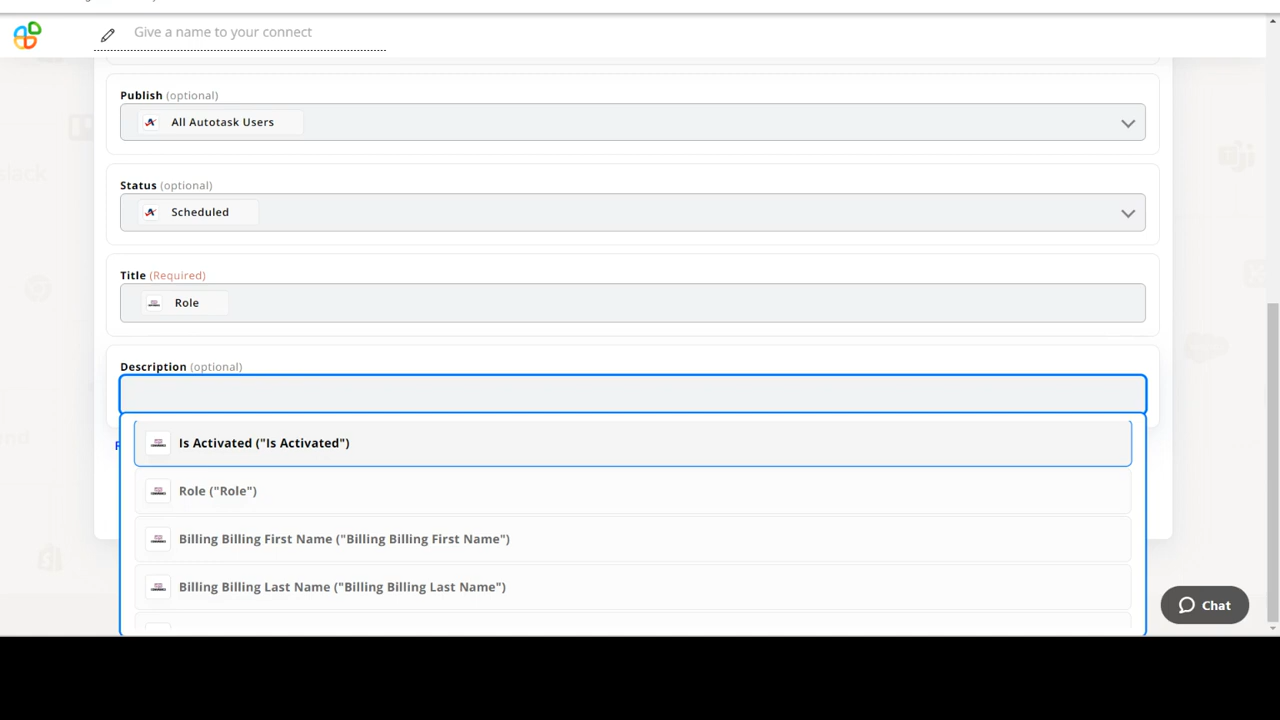 Give a name to your connect
Publish (optional)
All Autotask Users
Status (optional)
Scheduled
Title (Required)
Role
Description (optional)
Is Activated ("Is Activated")
Role ("Role")
Billing Billing First Name ("Billing Billing First Name")
Billing Billing Last Name ("Billing Billing Last Name")
Chat